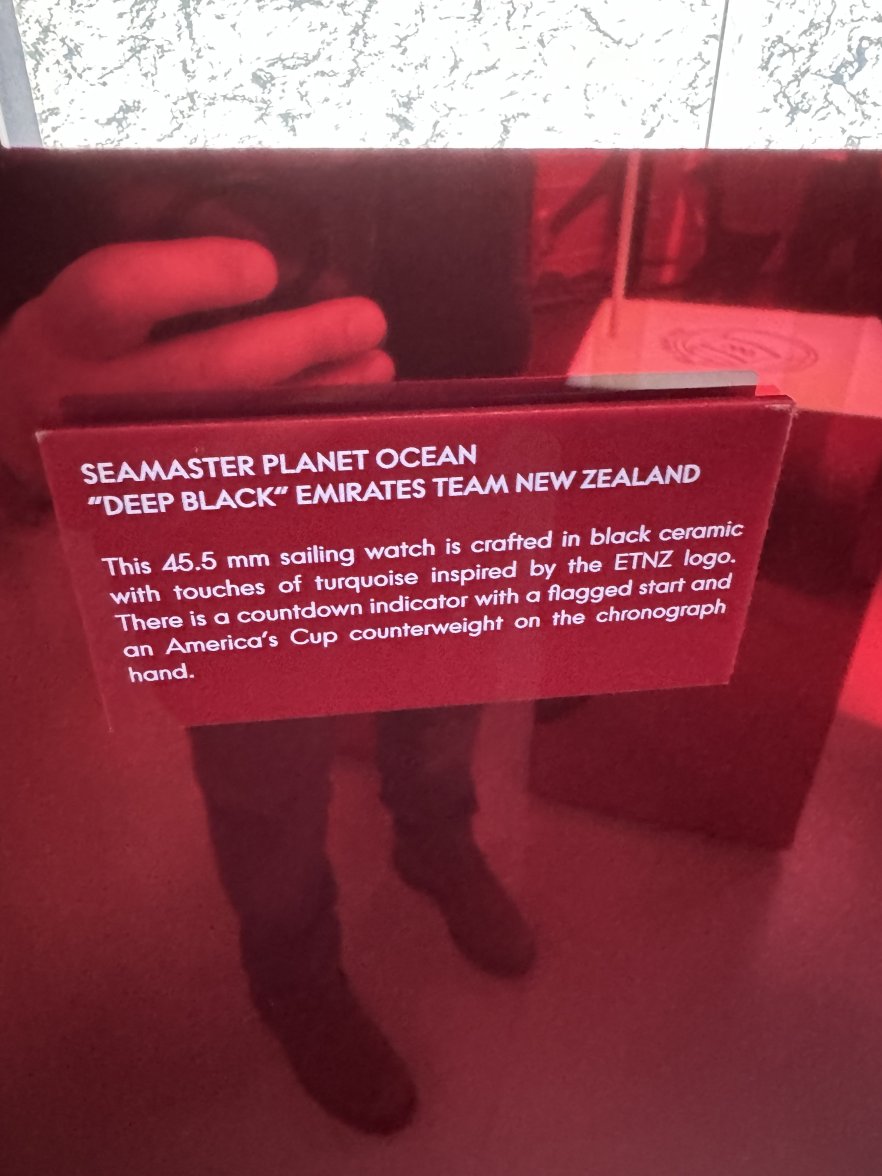 SEAMASTER PLANET OCEAN
"DEEP BLACK" EMIRATES TEAM NEW ZEALAND
This 45.5 mm sailing watch is crafted in black ceramic
with touches of turquoise inspired by the ETNZ logo.
There is a countdown indicator with a flagged start and
an America's Cup counterweight on the chronograph
hand.